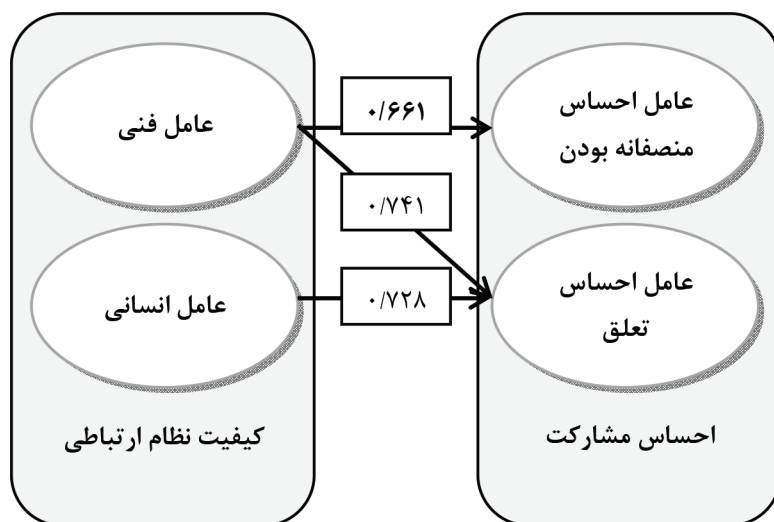 عامل فنی
۰/۶۶۱
عامل احساس
منصفانه بودن
۰/۷۴۱
عامل انسانی
۰/۷۲۸
عامل احساس
تعلق
کیفیت نظام ارتباطی
احساس مشارکت